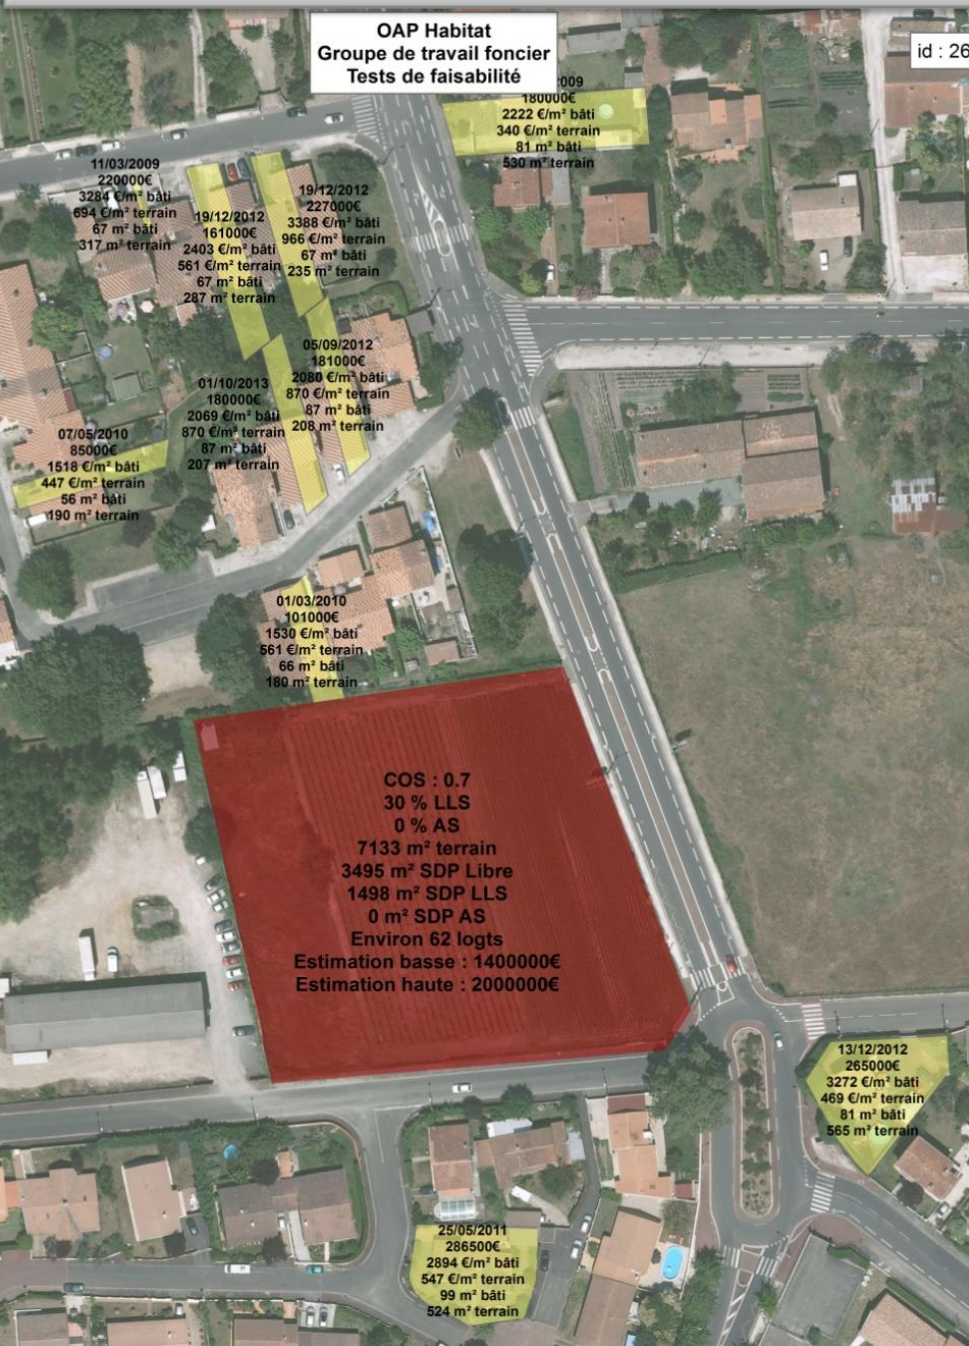 OAP Habitat
Groupe de travail foncier
Tests de faisabilité
id : 26
2009
180000€
2222 €/m² bâti
340 €/m² terrain
81 m² bâti
530 m² terrain
11/03/2009
220000€
3284 €/m² bâti
694 €/m² terrain
67 m² bâti
317 m² terrain
19/12/2012
161000€
2403 €/m² bâti
561 €/m² terrain
67 m² bâti
287 m² terrain
19/12/2012
227000€
3388 €/m² bâti
966 €/m² terrain
67 m² bâti
235 m² terrain
05/09/2012
181000€
2080 €/m² bâti
870 €/m² terrain
87 m² bâti
208 m² terrain
01/10/2013
180000€
2069 €/m² bâti
870 €/m² terrain
87 m² bâti
207 m² terrain
07/05/2010
85000€
1518 €/m² bâti
447 €/m² terrain
56 m² bâti
190 m² terrain
01/03/2010
101000€
1530 €/m² bâti
561 €/m² terrain
66 m² bâti
180 m² terrain
COS : 0.7
30 % LLS
0 % AS
7133 m² terrain
3495 m² SDP Libre
1498 m² SDP LLS
0 m² SDP AS
Environ 62 logts
Estimation basse : 1400000€
Estimation haute : 2000000€
13/12/2012
265000€
3272 €/m² bâti
469 €/m² terrain
81 m² bâti
565 m² terrain
25/05/2011
286500€
2894 €/m² bâti
547 €/m² terrain
99 m² bâti
524 m² terrain